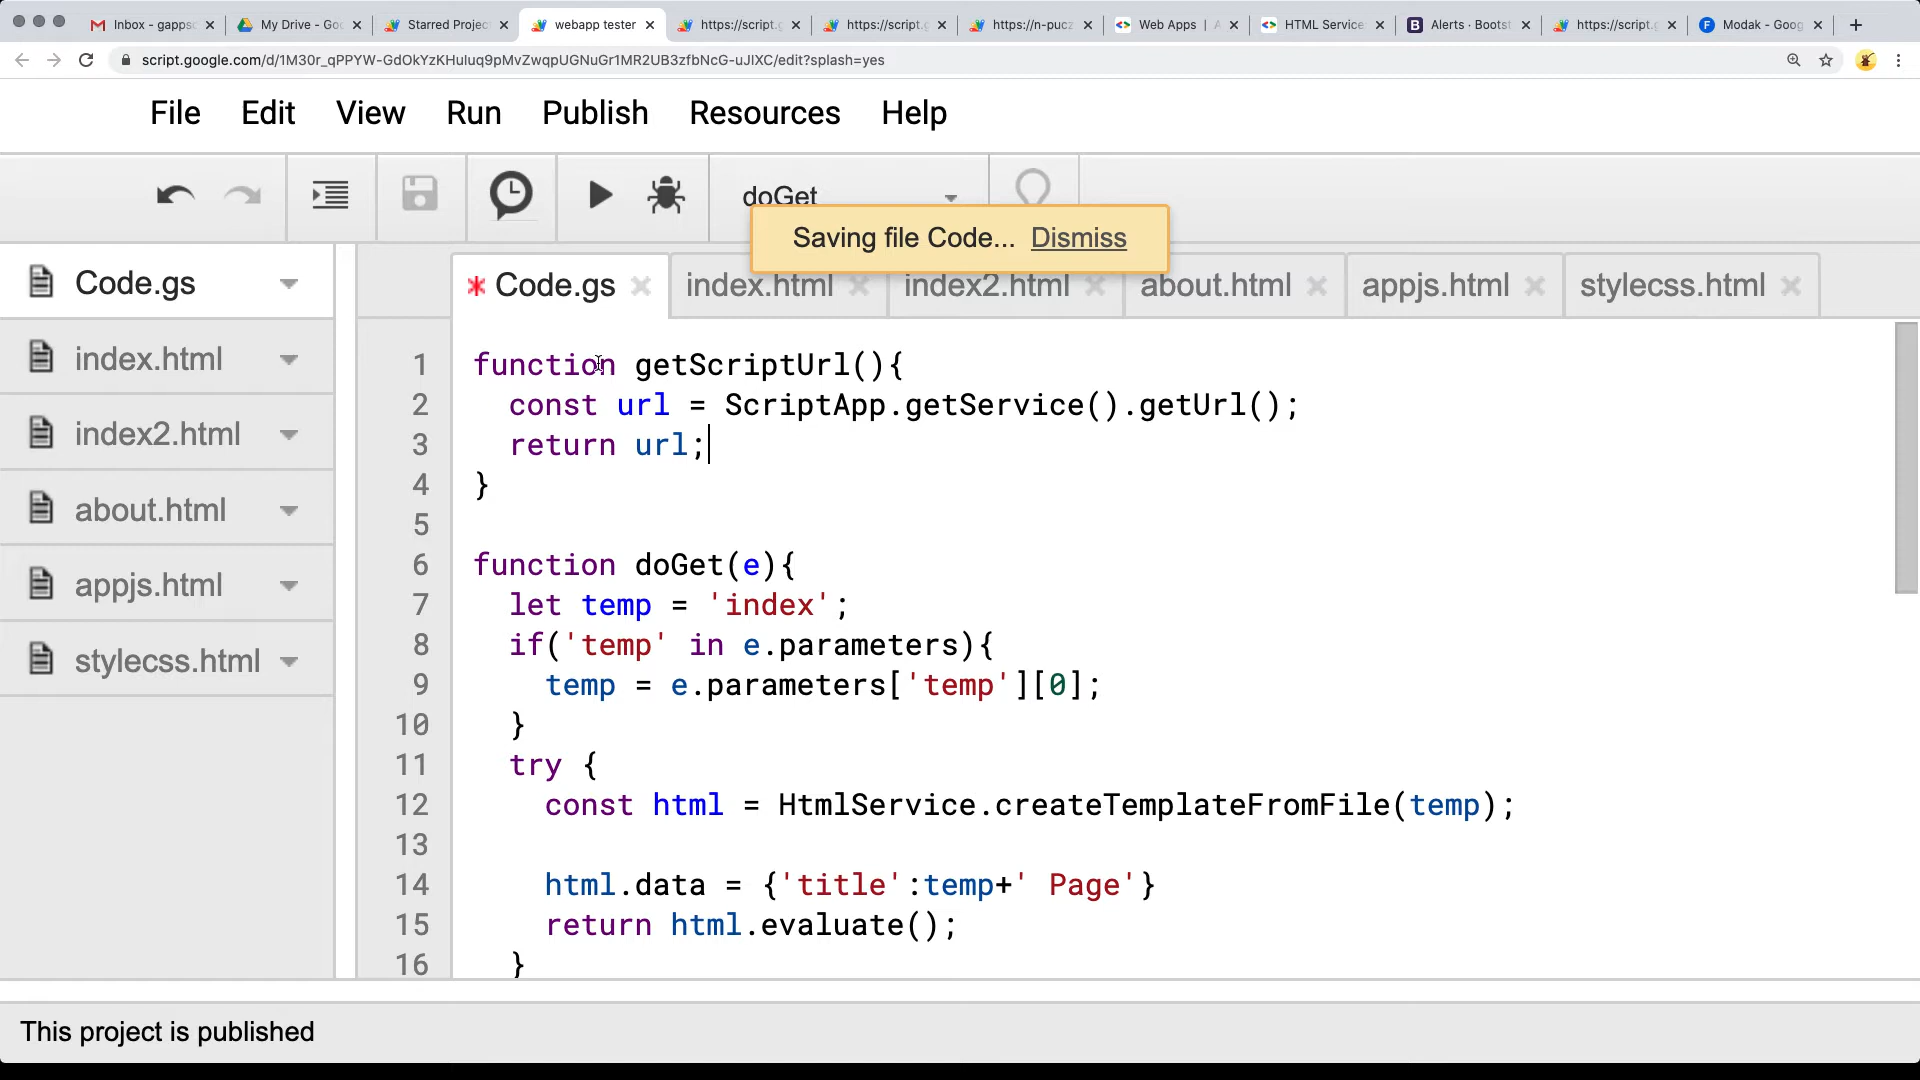 Inbox - gapps
My Drive - Go
Starred Projec
webapp tester
https://script.g
https://script.g
https://n-pucz
Web Apps | A
HTML Service
Alerts · Bootst
https://script.g
Modak - Goog
script.google.com/d/1M30r_qPPYW-GdOkYzKHuluq9pMvZwqpUGNuGr1MR2UB3zfbNcG-uJIXC/edit?splash=yes
File Edit View Run Publish Resources Help
doGet
Saving file Code... Dismiss
Code.gs
index.html
index2.html
about.html
appjs.html
stylecss.html
* Code.gs index.html index2.html about.html appjs.html stylecss.html
1 function getScriptUrl(){
2 const url = ScriptApp.getService().getUrl();
3 return url;
4 }
5
6 function doGet(e){
7 let temp = 'index';
8 if('temp' in e.parameters){
9 temp = e.parameters['temp'][0];
10 }
11 try {
12 const html = HtmlService.createTemplateFromFile(temp);
13
14 html.data = {'title':temp+' Page'}
15 return html.evaluate();
16 }
This project is published